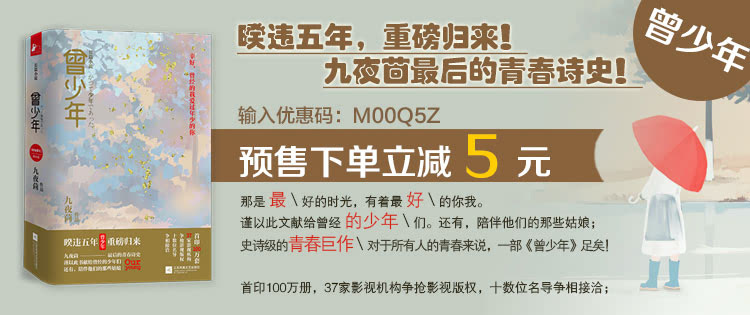 曾少年
九夜茴
睽违五年 曾少年 重磅归来
睽违五年，重磅归来！
九夜茴最后的青春诗史！
曾少年
输入优惠码：M00Q5Z
预售下单立减 5 元
那是 最 \ 好的时光，有着最 好 \ 的你我。
谨以此文献给曾经 的少年 \ 们。还有，陪伴他们的那些姑娘；
史诗级的 青春巨作 \ 对于所有人的青春来说，一部《曾少年》足矣！
首印100万册，37家影视机构争抢影视版权，十数位名导争相接洽；